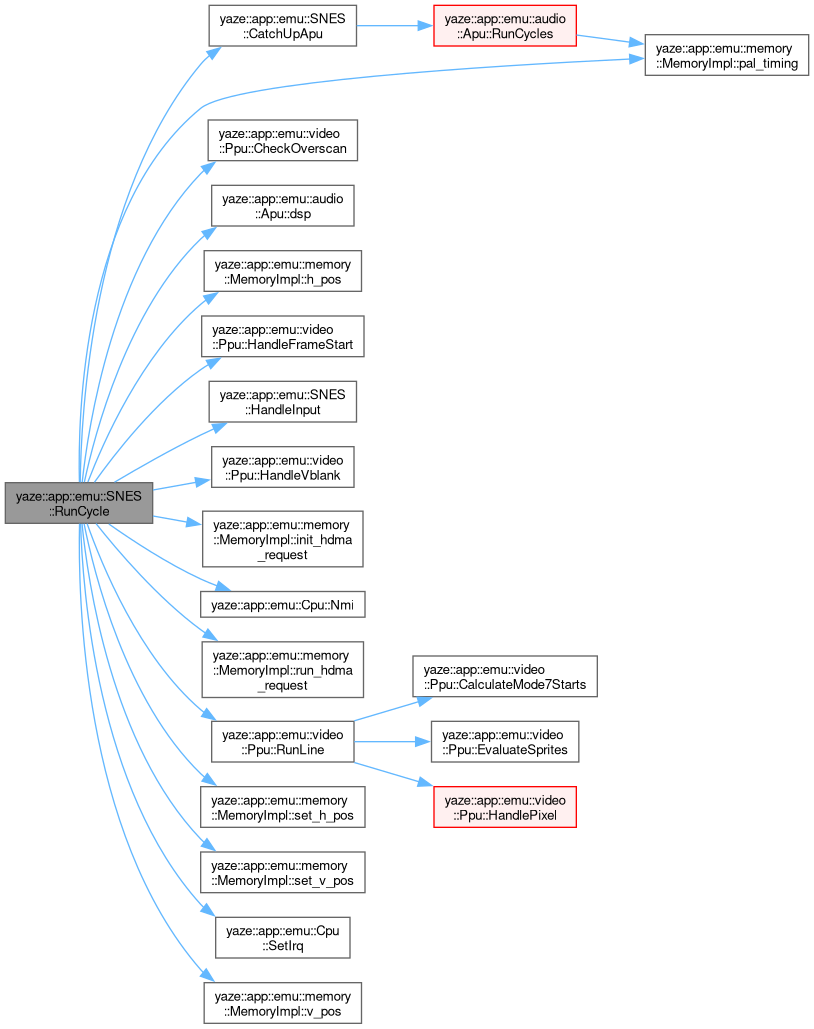 yaze::app::emu::SNES
::CatchUpApu
yaze::app::emu::audio
::Apu::RunCycles
yaze::app::emu::memory
::MemoryImpl::pal_timing
yaze::app::emu::video
::Ppu::CheckOverscan
yaze::app::emu::audio
::Apu::dsp
yaze::app::emu::memory
::MemoryImpl::h_pos
yaze::app::emu::video
::Ppu::HandleFrameStart
yaze::app::emu::SNES
::HandleInput
yaze::app::emu::video
::Ppu::HandleVblank
yaze::app::emu::SNES
::RunCycle
yaze::app::emu::memory
::MemoryImpl::init_hdma
_request
yaze::app::emu::Cpu::Nmi
yaze::app::emu::memory
::MemoryImpl::run_hdma
_request
yaze::app::emu::video
::Ppu::CalculateMode7Starts
yaze::app::emu::video
::Ppu::RunLine
yaze::app::emu::video
::Ppu::EvaluateSprites
yaze::app::emu::memory
::MemoryImpl::set_h_pos
yaze::app::emu::video
::Ppu::HandlePixel
yaze::app::emu::memory
::MemoryImpl::set_v_pos
yaze::app::emu::Cpu
::SetIrq
yaze::app::emu::memory
::MemoryImpl::v_pos